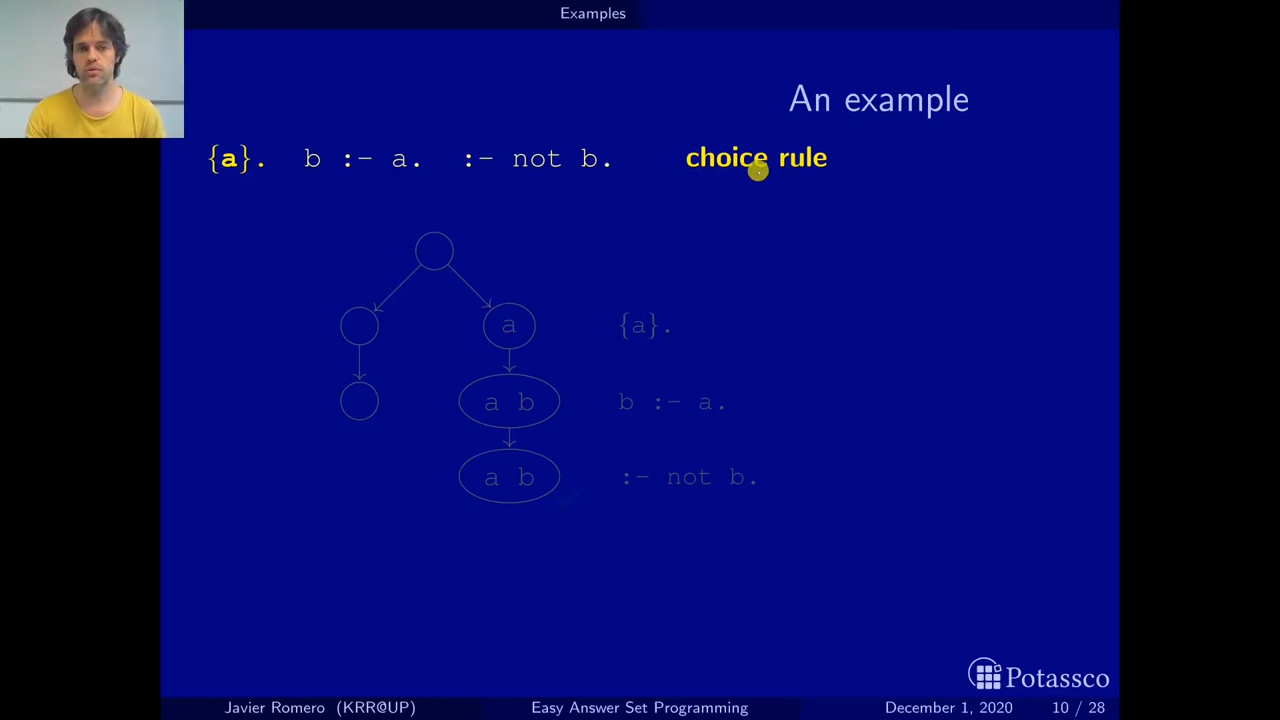 Examples
An example
{a}. b :- a. :- not b. choice rule
a {a}.
a b b :- a.
a b :- not b.
Potassco
Javier Romero (KRR@UP) Easy Answer Set Programming December 1, 2020 10 / 28